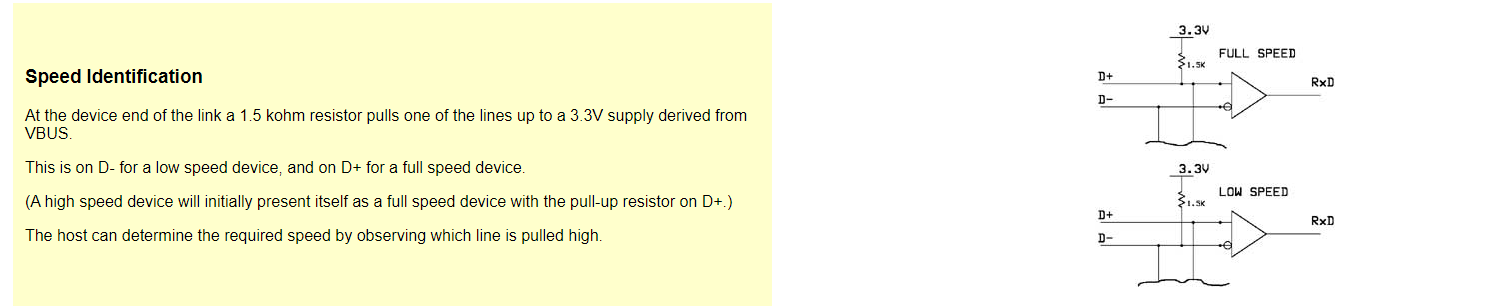 Speed Identification
At the device end of the link a 1.5 kohm resistor pulls one of the lines up to a 3.3V supply derived from
VBUS.
This is on D- for a low speed device, and on D+ for a full speed device.
(A high speed device will initially present itself as a full speed device with the pull-up resistor on D+.)
The host can determine the required speed by observing which line is pulled high.
3.3V
FULL SPEED
1.5K
D+
RxD
D-
3.3V
LOW SPEED
1.5K
D+
RxD
D-